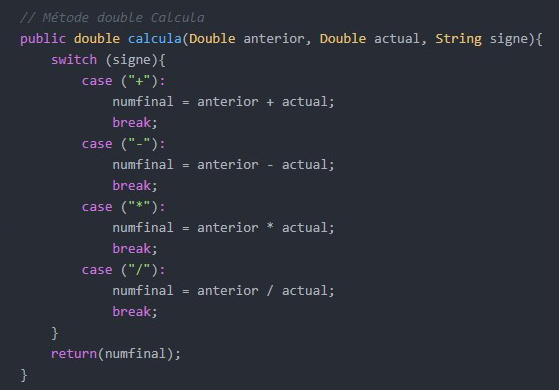 // Métode double Calcula
public double calcula(Double anterior, Double actual, String signe){
    switch (signe){
        case ("+"):
            numfinal = anterior + actual;
            break;
        case ("-"):
            numfinal = anterior - actual;
            break;
        case ("*"):
            numfinal = anterior * actual;
            break;
        case ("/"):
            numfinal = anterior / actual;
            break;
    }
    return(numfinal);
}